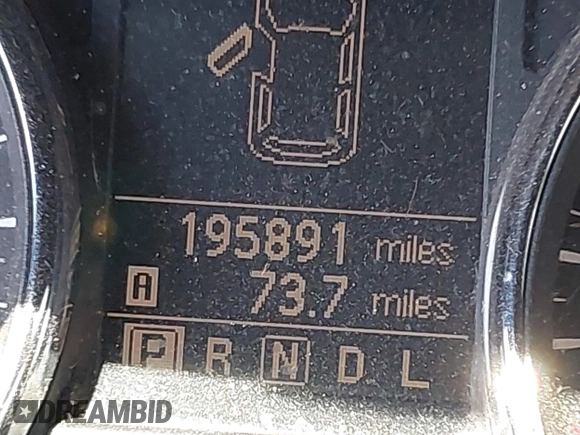 195891 miles
A 73.7 miles
P R N D L
DREAMBID